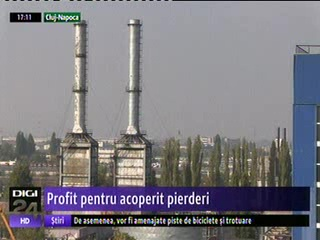 17:11 Cluj-Napoca
Profit pentru acoperit pierderi
DIGI
24
HD Știri De asemenea, vor fi amenajate piste de biciclete și trotuare